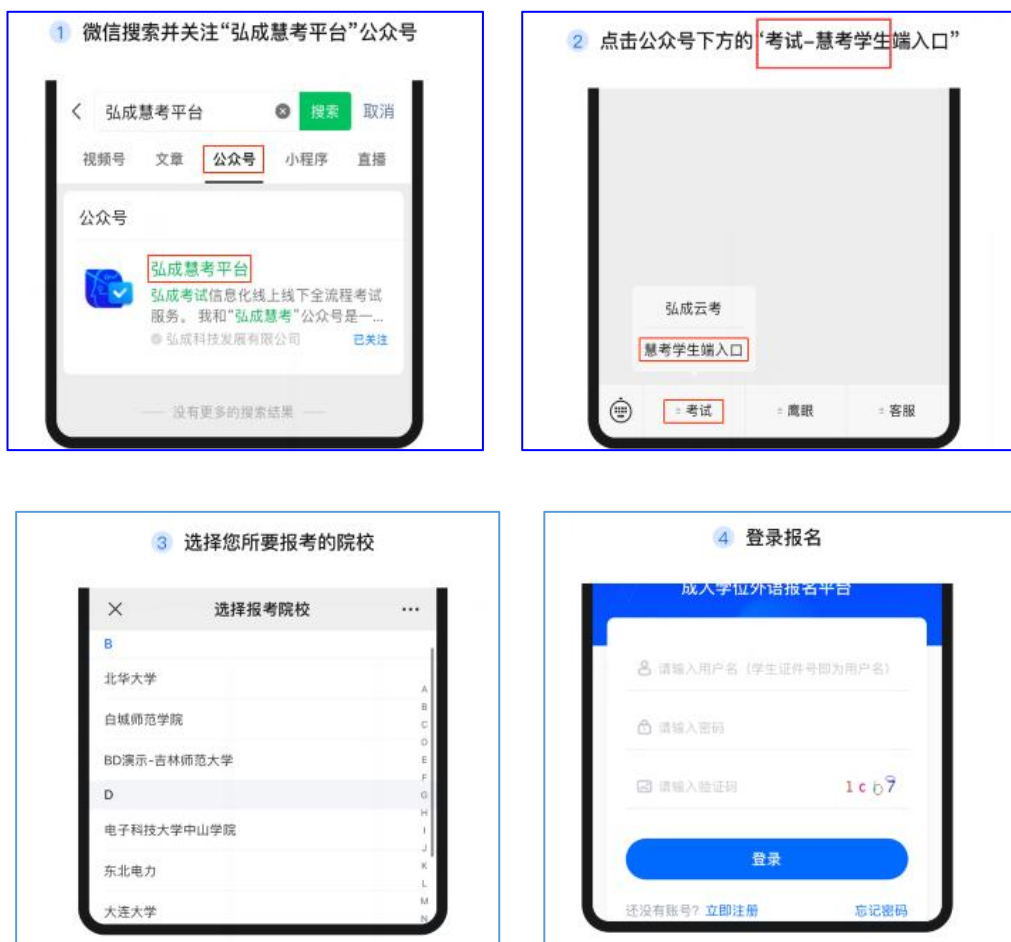 1 微信搜索并关注“弘成慧考平台”公众号
弘成慧考平台 搜索 取消
视频号 文章 公众号 小程序 直播
公众号
弘成慧考平台
弘成考试信息化线上线下全流程考试
服务。 我和“弘成慧考”公众号是一...
弘成科技发展有限公司 已关注
没有更多的搜索结果
2 点击公众号下方的‘考试–慧考学生端入口”
弘成云考
慧考学生端入口
考试 鹰眼 客服
3 选择您所要报考的院校
选择报考院校
B
北华大学
白城师范学院
BD演示-吉林师范大学
D
电子科技大学中山学院
东北电力
大连大学
A
B
C
D
E
F
G
H
I
J
K
L
M
N
4 登录报名
成人学位外语报名平台
请输入用户名（学生证件号即为用户名）
请输入密码
请输入验证码 1cb7
登录
还没有账号？立即注册 忘记密码